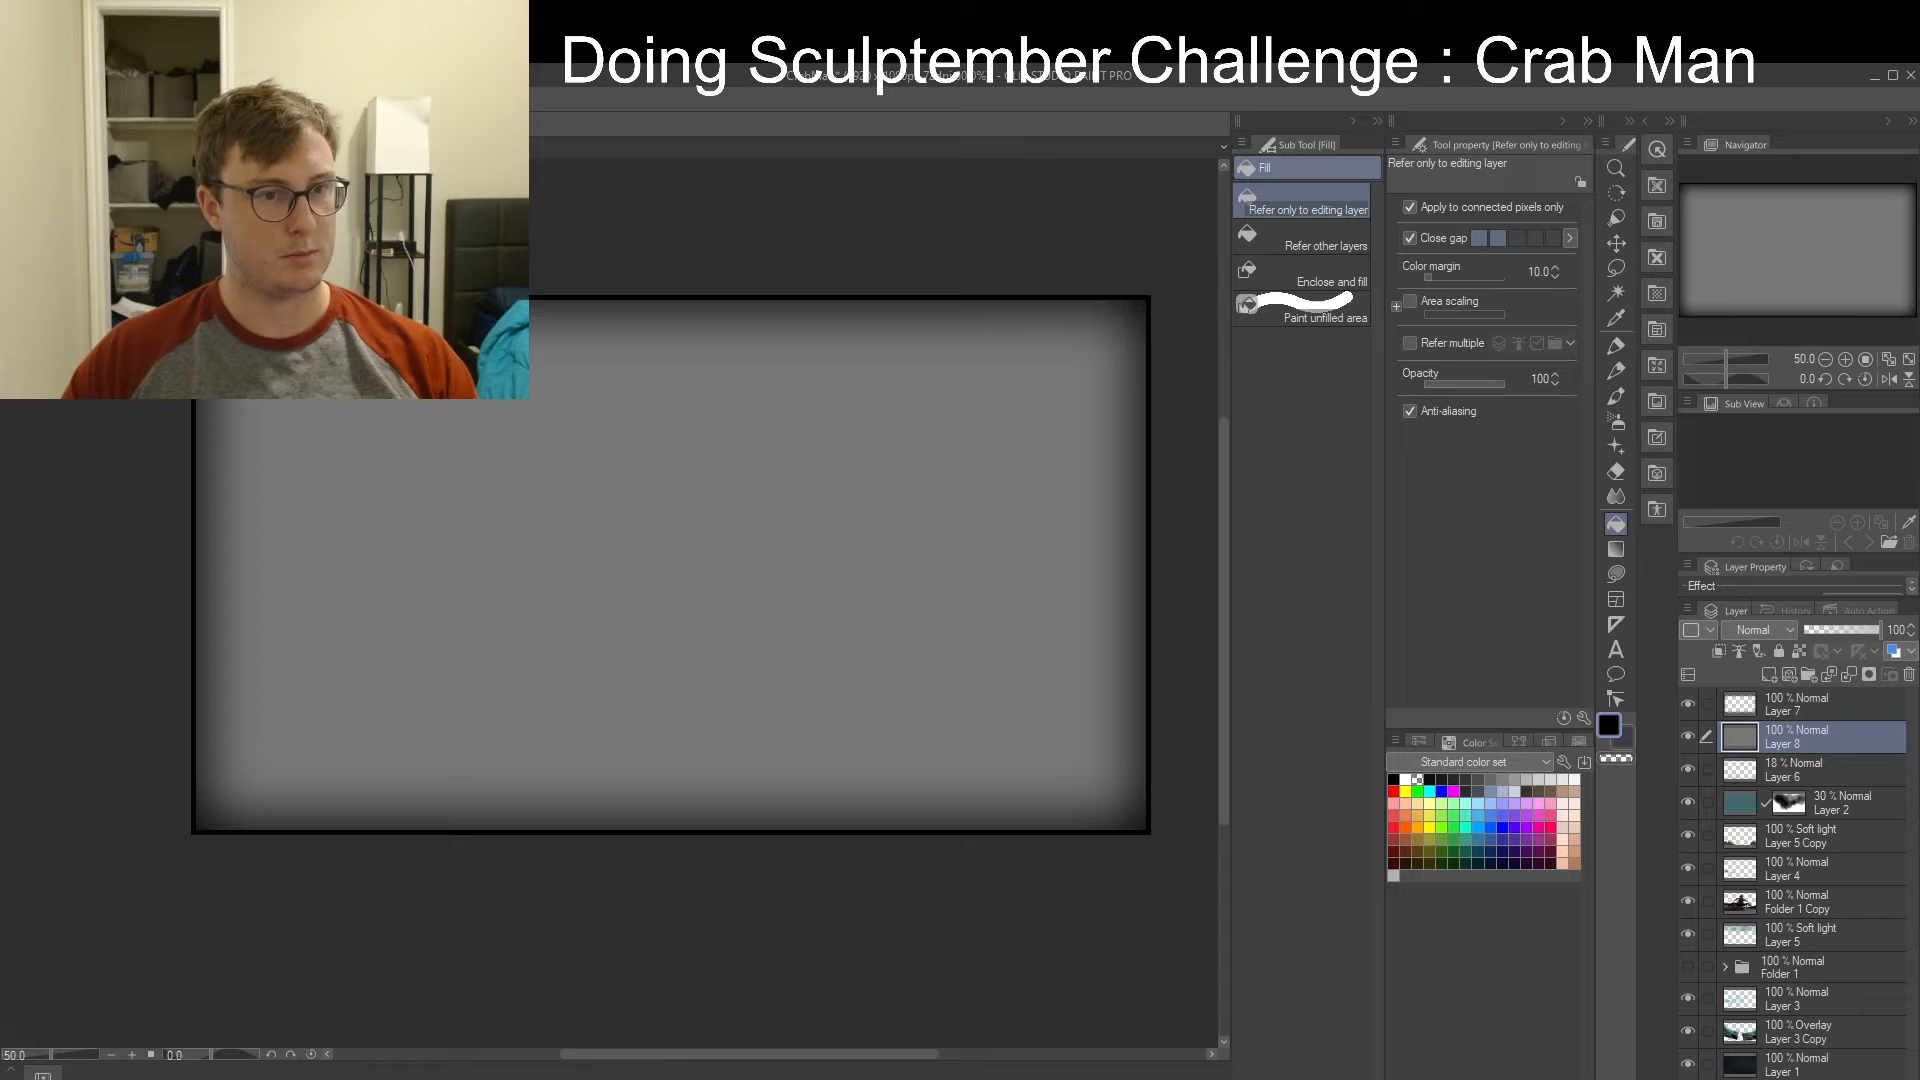 Doing Sculptember Challenge : Crab Man
Sub Tool [Fill]
Tool property [Refer only to editing
Navigator
Fill
Refer only to editing layer
Refer only to editing layer
Refer other layers
Enclose and fill
Paint unfilled area
Apply to connected pixels only
Close gap
Color margin
10.0
Area scaling
Refer multiple
Opacity
100
Anti-aliasing
50.0
0.0
Sub View
Layer Property
Effect
Layer
History
Auto Action
Normal
100
100 % Normal
Layer 7
100 % Normal
Layer 8
18 % Normal
Layer 6
30 % Normal
Layer 2
100 % Soft light
Layer 5 Copy
100 % Normal
Layer 4
100 % Normal
Folder 1 Copy
100 % Soft light
Layer 5
100 % Normal
Folder 1
100 % Normal
Layer 3
100 % Overlay
Layer 3 Copy
100 % Normal
Layer 1
Color Se
Standard color set
50.0
0.0